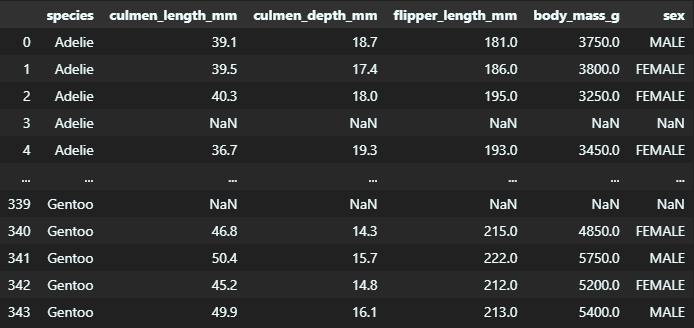 species culmen_length_mm culmen_depth_mm flipper_length_mm body_mass_g sex
0 Adelie 39.1 18.7 181.0 3750.0 MALE
1 Adelie 39.5 17.4 186.0 3800.0 FEMALE
2 Adelie 40.3 18.0 195.0 3250.0 FEMALE
3 Adelie NaN NaN NaN NaN NaN
4 Adelie 36.7 19.3 193.0 3450.0 FEMALE
... ... ... ... ... ... ...
339 Gentoo NaN NaN NaN NaN NaN
340 Gentoo 46.8 14.3 215.0 4850.0 FEMALE
341 Gentoo 50.4 15.7 222.0 5750.0 MALE
342 Gentoo 45.2 14.8 212.0 5200.0 FEMALE
343 Gentoo 49.9 16.1 213.0 5400.0 MALE